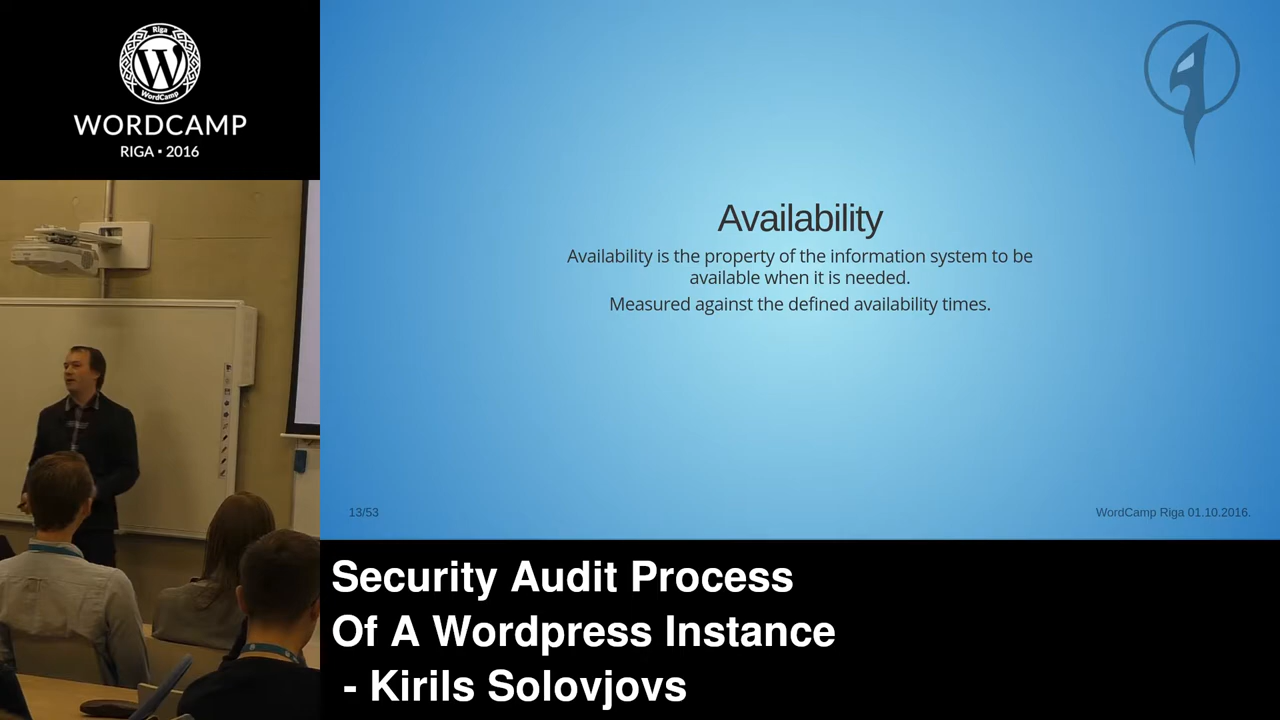 Riga
WordCamp
WORDCAMP
RIGA • 2016
Availability
Availability is the property of the information system to be
available when it is needed.
Measured against the defined availability times.
13/53
WordCamp Riga 01.10.2016.
Security Audit Process
Of A Wordpress Instance
- Kirils Solovjovs